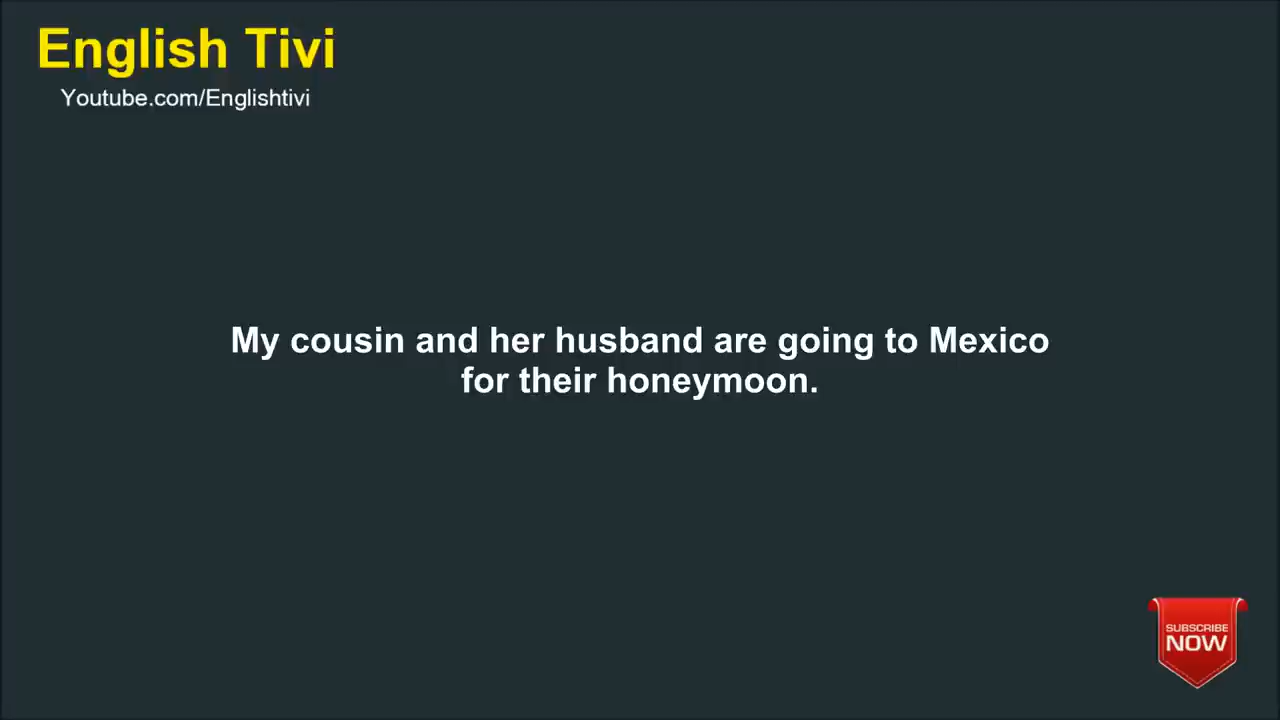 English Tivi
Youtube.com/Englishtivi
My cousin and her husband are going to Mexico
for their honeymoon.
SUBSCRIBE
NOW